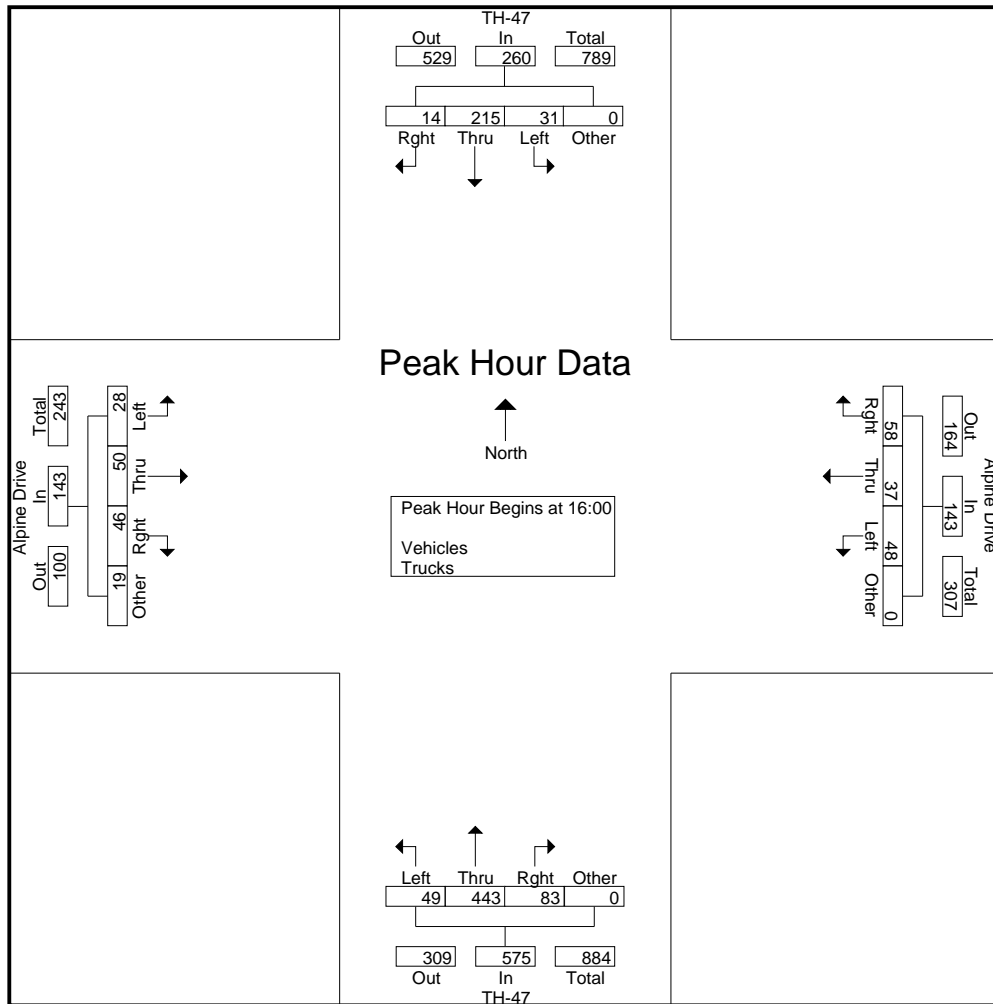 TH-47
Out In Total
529 260 789
14 215 31 0
Rght Thru Left Other
Peak Hour Data
North
Peak Hour Begins at 16:00
Vehicles
Trucks
Alpine Drive
Out In Total
100 143 243
Left Thru Rght Other
28 50 46 19
Alpine Drive
Out In Total
164 143 307
58 37 48 0
Rght Thru Left Other
Left Thru Rght Other
49 443 83 0
309 575 884
Out In Total
TH-47